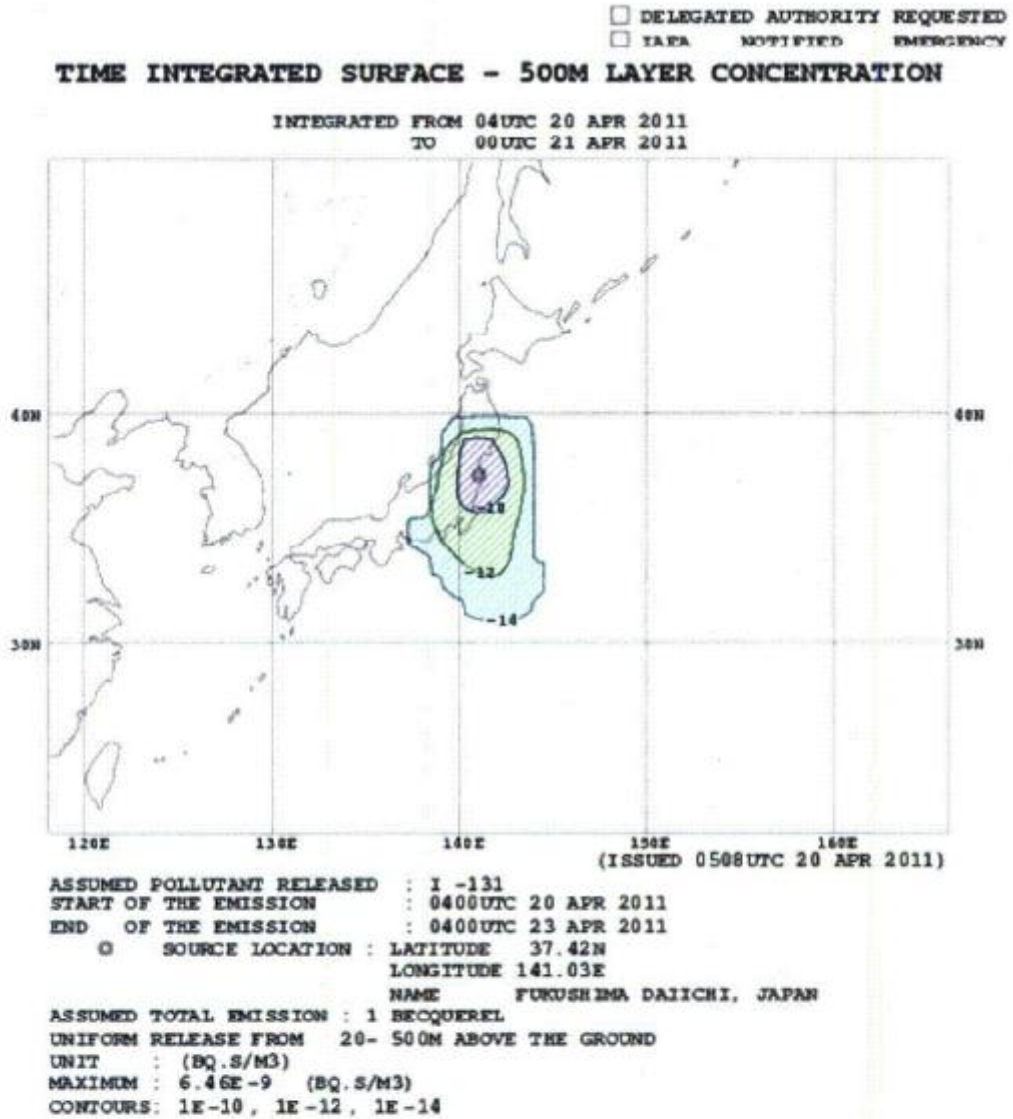 ☐ DELEGATED AUTHORITY REQUESTED
☐ IAEA NOTIFIED EMERGENCY
TIME INTEGRATED SURFACE - 500M LAYER CONCENTRATION
INTEGRATED FROM 04UTC 20 APR 2011
TO 00UTC 21 APR 2011
40N 40N
-10
-12
-14
30N 30N
120E 130E 140E 150E 160E
(ISSUED 0508UTC 20 APR 2011)
ASSUMED POLLUTANT RELEASED : I -131
START OF THE EMISSION : 0400UTC 20 APR 2011
END OF THE EMISSION : 0400UTC 23 APR 2011
SOURCE LOCATION : LATITUDE 37.42N
LONGITUDE 141.03E
NAME FUKUSHIMA DAIICHI, JAPAN
ASSUMED TOTAL EMISSION : 1 BECQUEREL
UNIFORM RELEASE FROM 20- 500M ABOVE THE GROUND
UNIT : (BQ.S/M3)
MAXIMUM : 6.46E-9 (BQ.S/M3)
CONTOURS: 1E-10, 1E-12, 1E-14